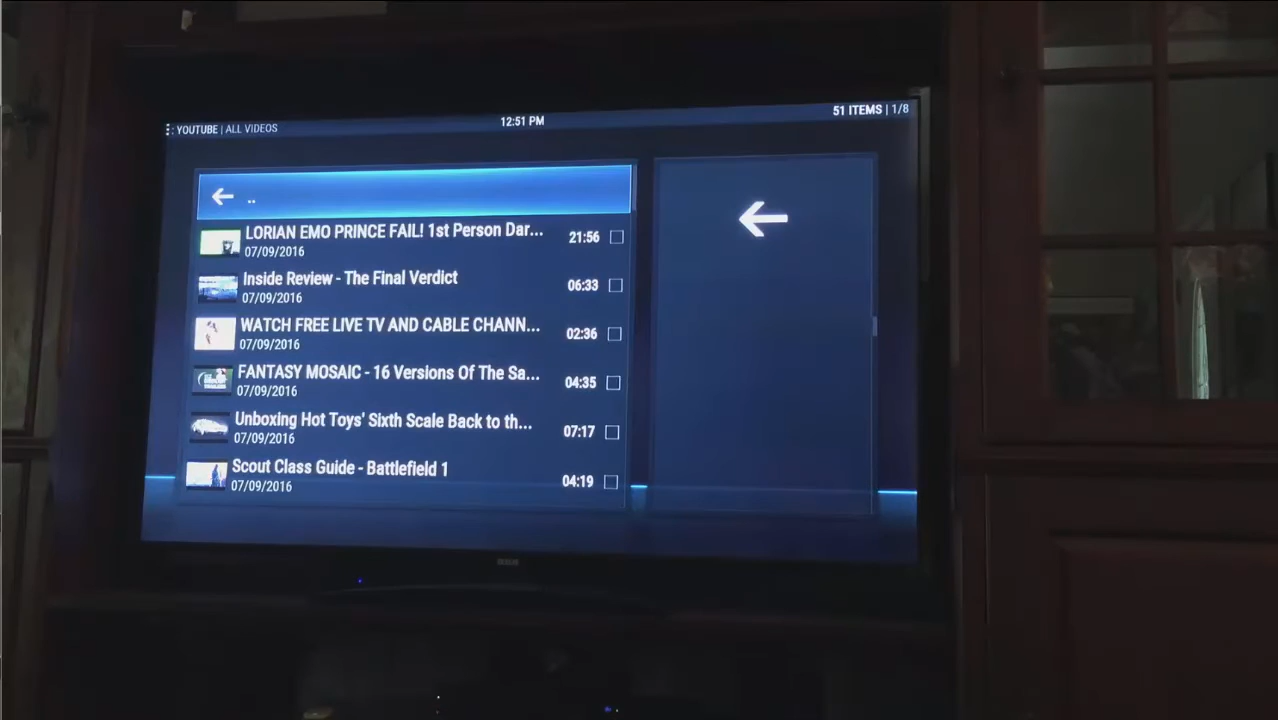 : YOUTUBE | ALL VIDEOS
12:51 PM
51 ITEMS | 1/8
..
LORIAN EMO PRINCE FAIL! 1st Person Dar...
21:56
07/09/2016
Inside Review - The Final Verdict
06:33
07/09/2016
WATCH FREE LIVE TV AND CABLE CHANN...
02:36
07/09/2016
FANTASY MOSAIC - 16 Versions Of The Sa...
04:35
07/09/2016
Unboxing Hot Toys' Sixth Scale Back to th...
07:17
07/09/2016
Scout Class Guide - Battlefield 1
04:19
07/09/2016
RCA